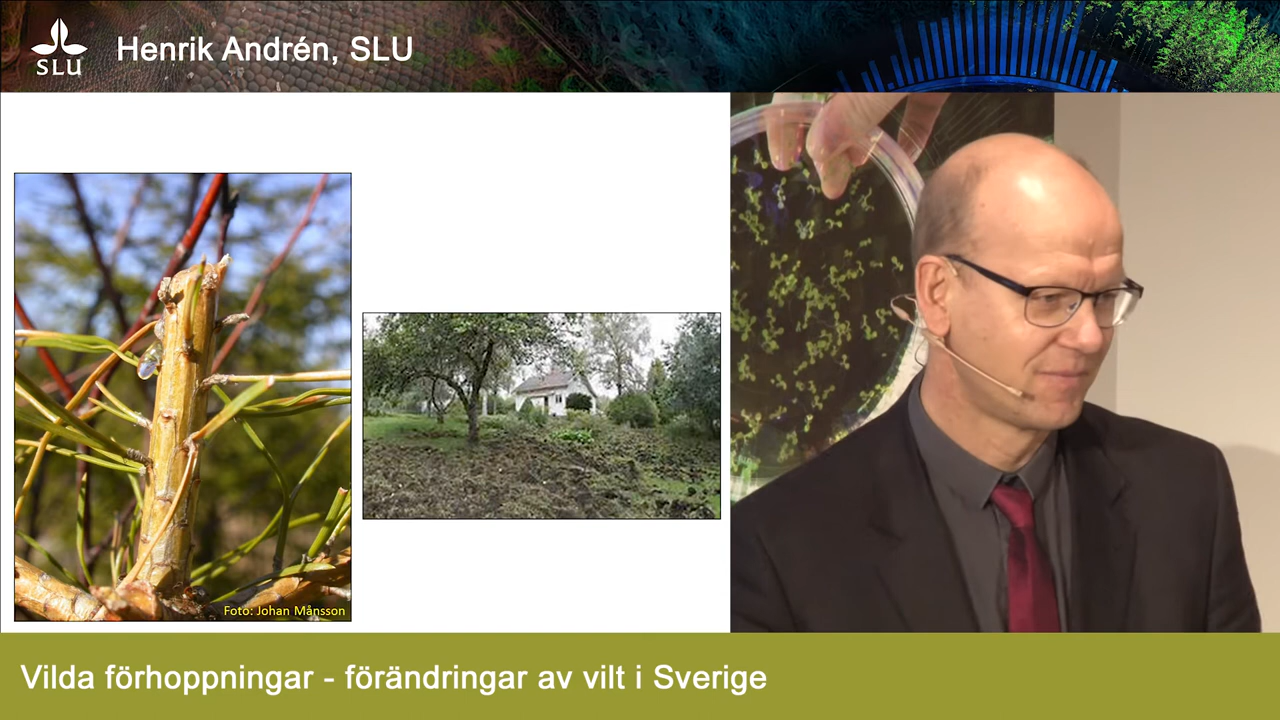 SLU
Henrik Andrén, SLU
Foto: Johan Månsson
Vilda förhoppningar - förändringar av vilt i Sverige